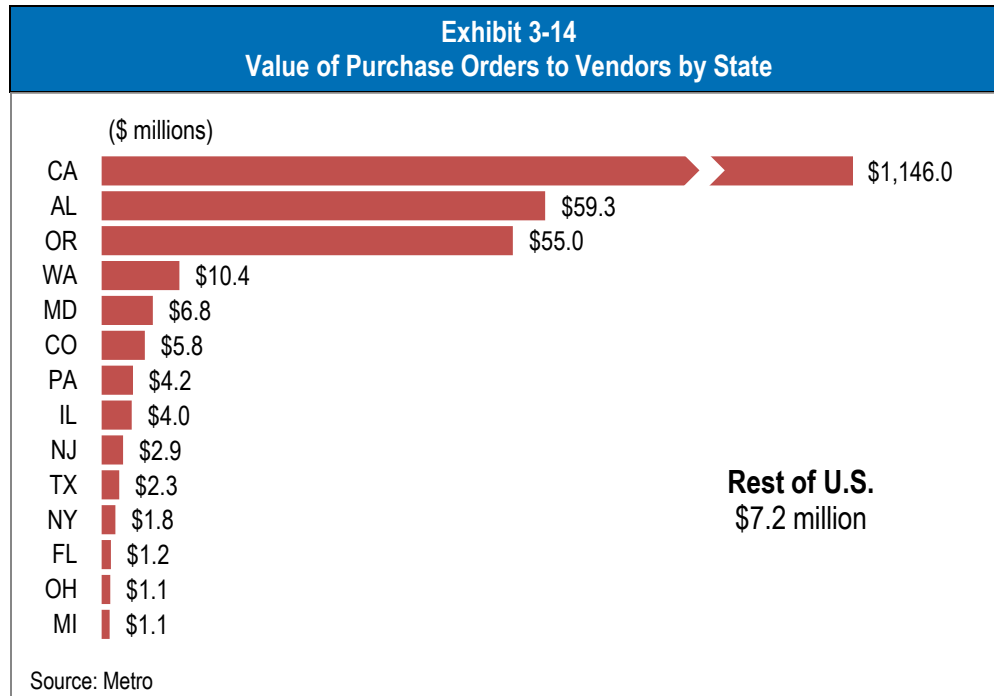 Exhibit 3-14
Value of Purchase Orders to Vendors by State
($ millions)
CA $1,146.0
AL $59.3
OR $55.0
WA $10.4
MD $6.8
CO $5.8
PA $4.2
IL $4.0
NJ $2.9
TX $2.3
NY $1.8
FL $1.2
OH $1.1
MI $1.1
Rest of U.S.
$7.2 million
Source: Metro